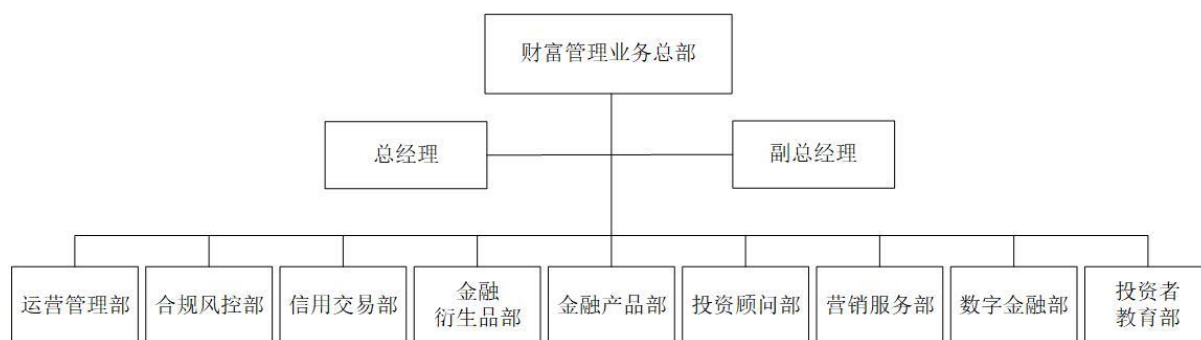 财富管理业务总部
总经理
副总经理
运营管理部
合规风控部
信用交易部
金融
衍生品部
金融产品部
投资顾问部
营销服务部
数字金融部
投资者
教育部